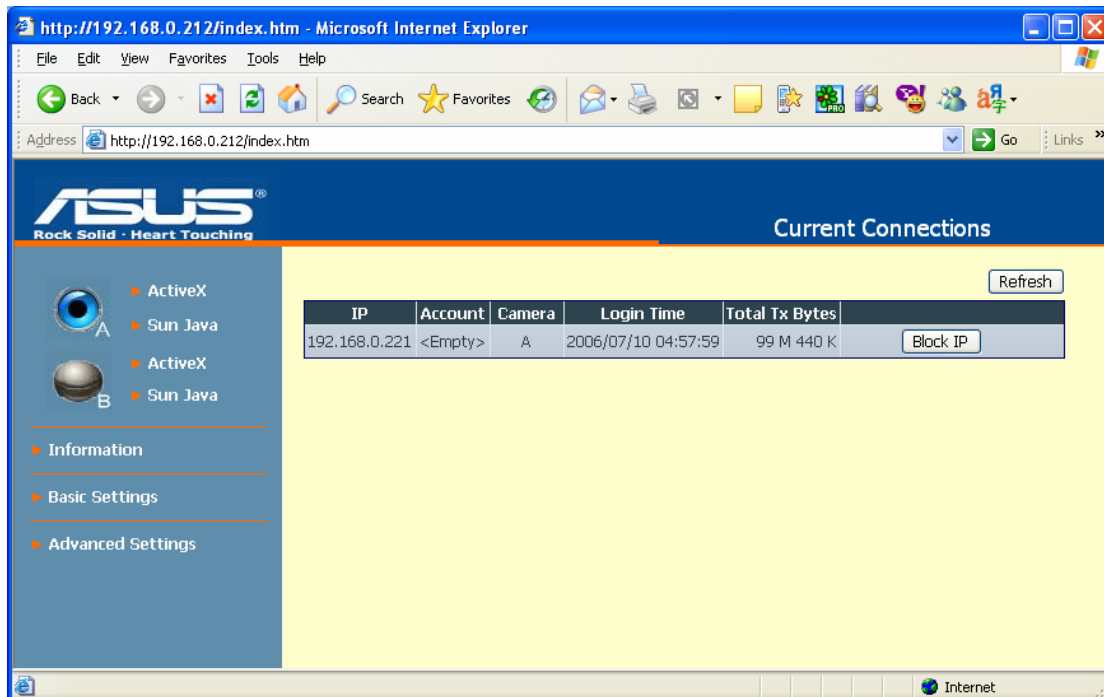 http://192.168.0.212/index.htm - Microsoft Internet Explorer
File Edit View Favorites Tools Help
Back Search Favorites PRO
Address http://192.168.0.212/index.htm Go Links »
ASUS®
Rock Solid · Heart Touching
Current Connections
A
ActiveX
Sun Java
B
ActiveX
Sun Java
Information
Basic Settings
Advanced Settings
Refresh
IP Account Camera Login Time Total Tx Bytes
192.168.0.221 <Empty> A 2006/07/10 04:57:59 99 M 440 K Block IP
Internet